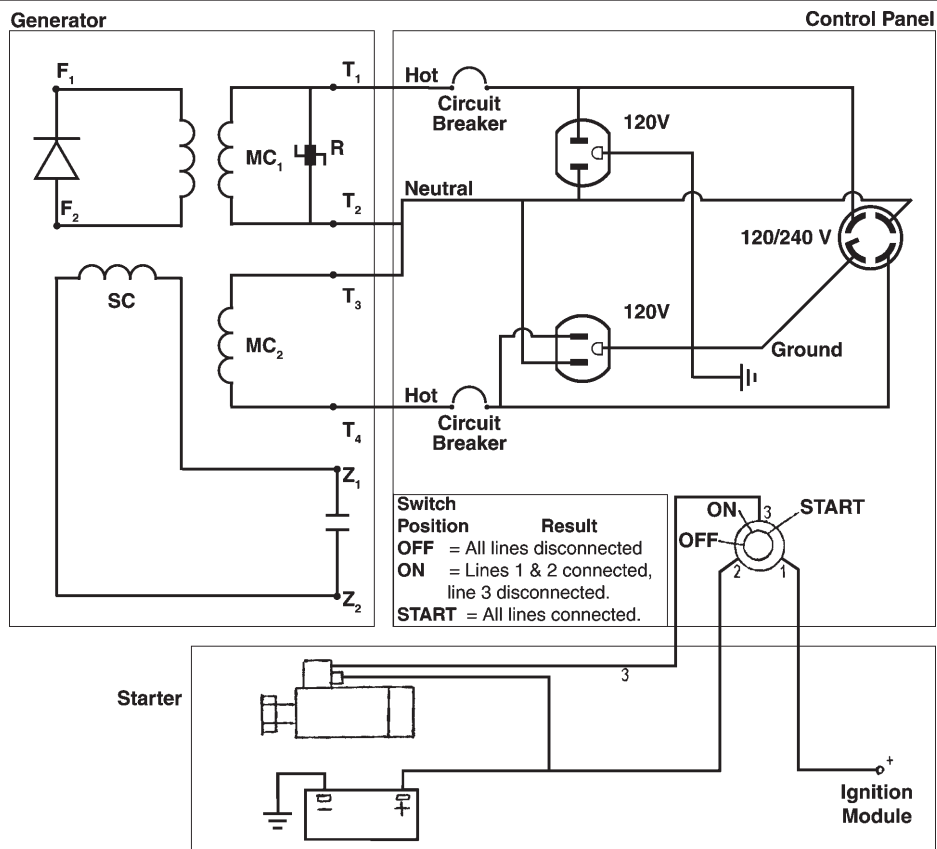 Generator
Control Panel
F1
T1
Hot
Circuit
Breaker
120V
MC1
R
F2
T2
Neutral
120/240 V
SC
T3
MC2
120V
Ground
Hot
Circuit
Breaker
T4
Z1
Z2
Switch
Position Result
OFF = All lines disconnected
ON = Lines 1 & 2 connected,
line 3 disconnected.
START = All lines connected.
ON
3
START
OFF
2
1
3
Starter
- +
+
Ignition
Module